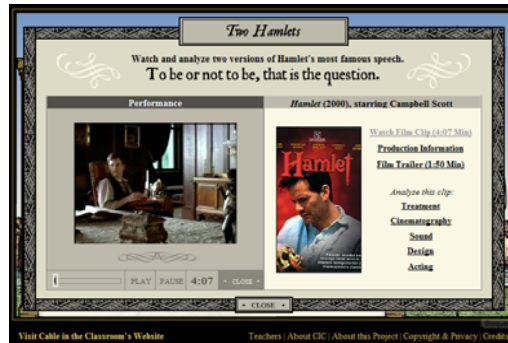 Two Hamlets
Watch and analyze two versions of Hamlet's most famous speech.
To be or not to be, that is the question.
Performance
Hamlet (2000), starring Campbell Scott
Hamlet
Watch Film Clip (4:07 Min)
Production Information
Film Trailer (1:50 Min)
Analyze this clip:
Treatment
Cinematography
Sound
Design
Acting
PLAY PAUSE 4:07 • CLOSE •
• CLOSE •
Visit Cable in the Classroom's Website
Teachers | About CIC | About this Project | Copyright & Privacy | Credits